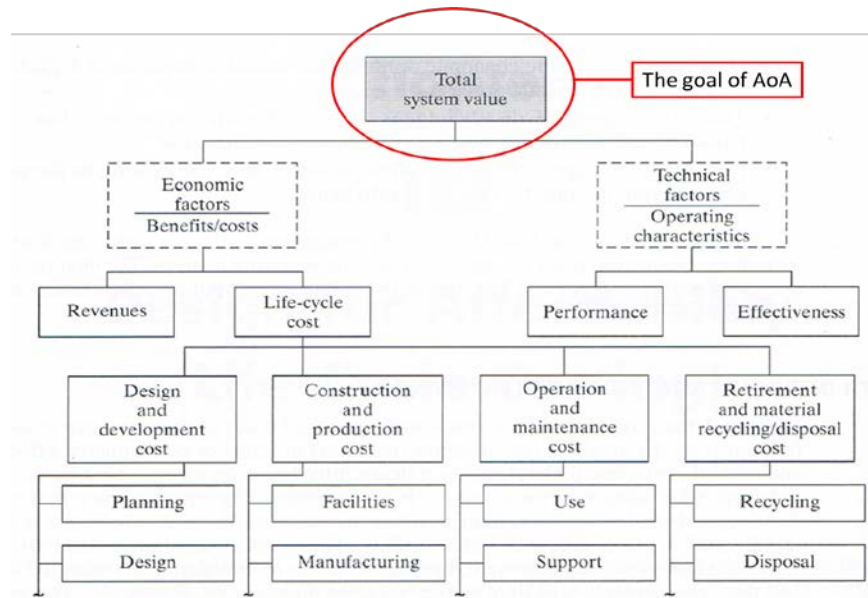 Total
system value
The goal of AoA
Economic
factors
Benefits/costs
Technical
factors
Operating
characteristics
Revenues
Life-cycle
cost
Performance
Effectiveness
Design
and
development
cost
Construction
and
production
cost
Operation
and
maintenance
cost
Retirement
and material
recycling/disposal
cost
Planning
Facilities
Use
Recycling
Design
Manufacturing
Support
Disposal